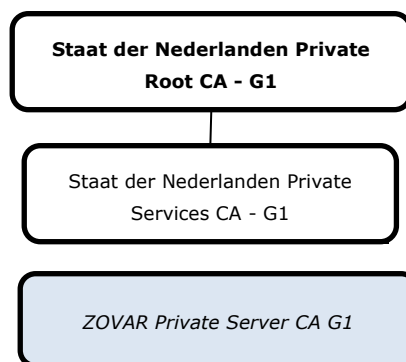 Staat der Nederlanden Private
Root CA - G1
Staat der Nederlanden Private
Services CA - G1
ZOVAR Private Server CA G1